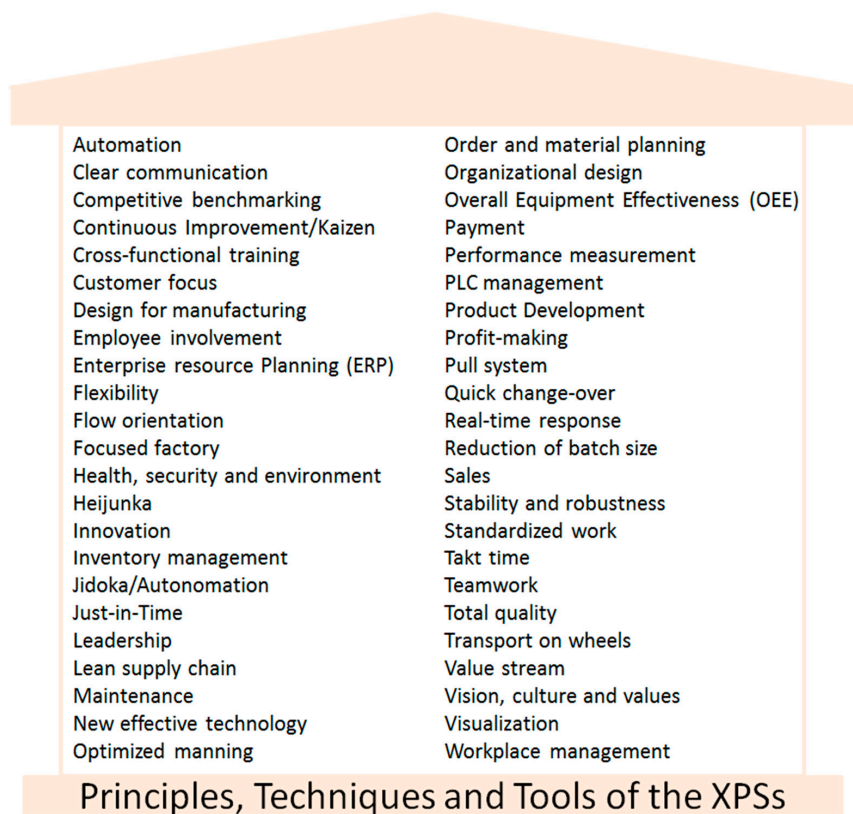 Automation
Clear communication
Competitive benchmarking
Continuous Improvement/Kaizen
Cross-functional training
Customer focus
Design for manufacturing
Employee involvement
Enterprise resource Planning (ERP)
Flexibility
Flow orientation
Focused factory
Health, security and environment
Heijunka
Innovation
Inventory management
Jidoka/Autonomation
Just-in-Time
Leadership
Lean supply chain
Maintenance
New effective technology
Optimized manning
Order and material planning
Organizational design
Overall Equipment Effectiveness (OEE)
Payment
Performance measurement
PLC management
Product Development
Profit-making
Pull system
Quick change-over
Real-time response
Reduction of batch size
Sales
Stability and robustness
Standardized work
Takt time
Teamwork
Total quality
Transport on wheels
Value stream
Vision, culture and values
Visualization
Workplace management
Principles, Techniques and Tools of the XPSs